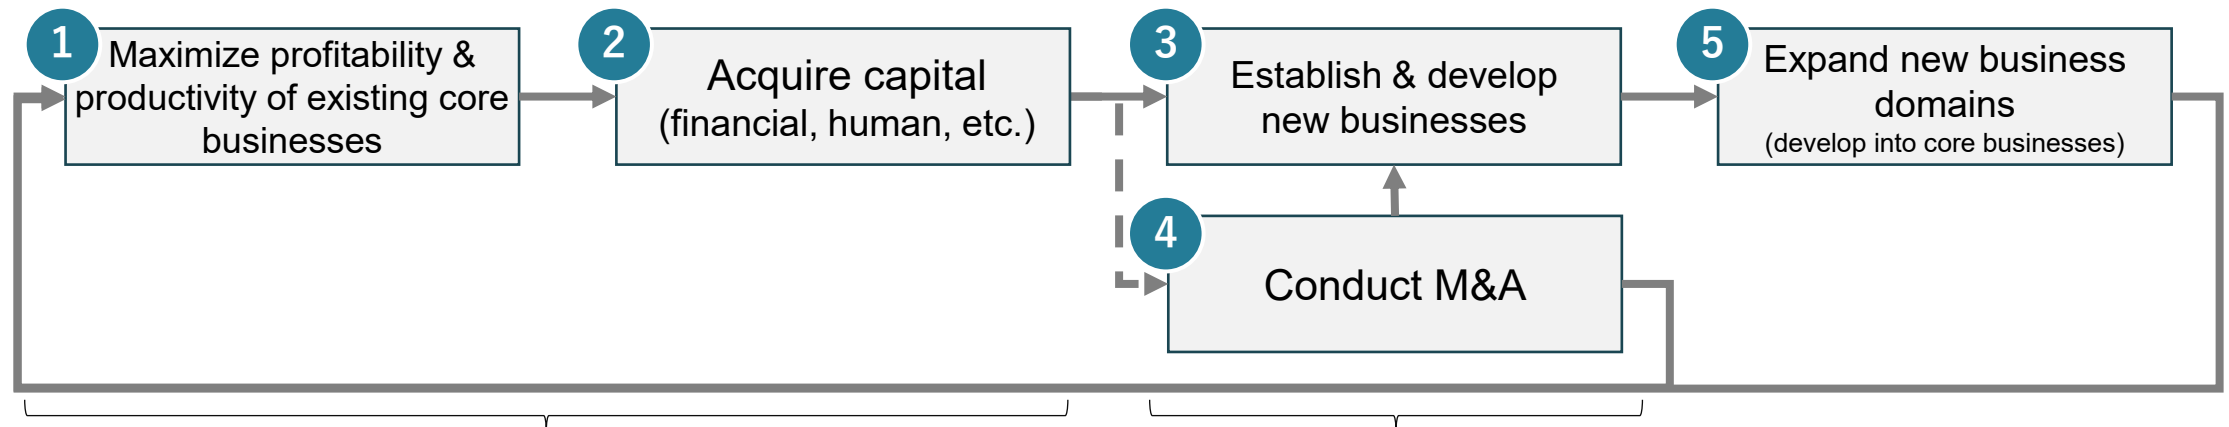 1
Maximize profitability &
productivity of existing core
businesses
2
Acquire capital
(financial, human, etc.)
3
Establish & develop
new businesses
4
Conduct M&A
5
Expand new business
domains
(develop into core businesses)